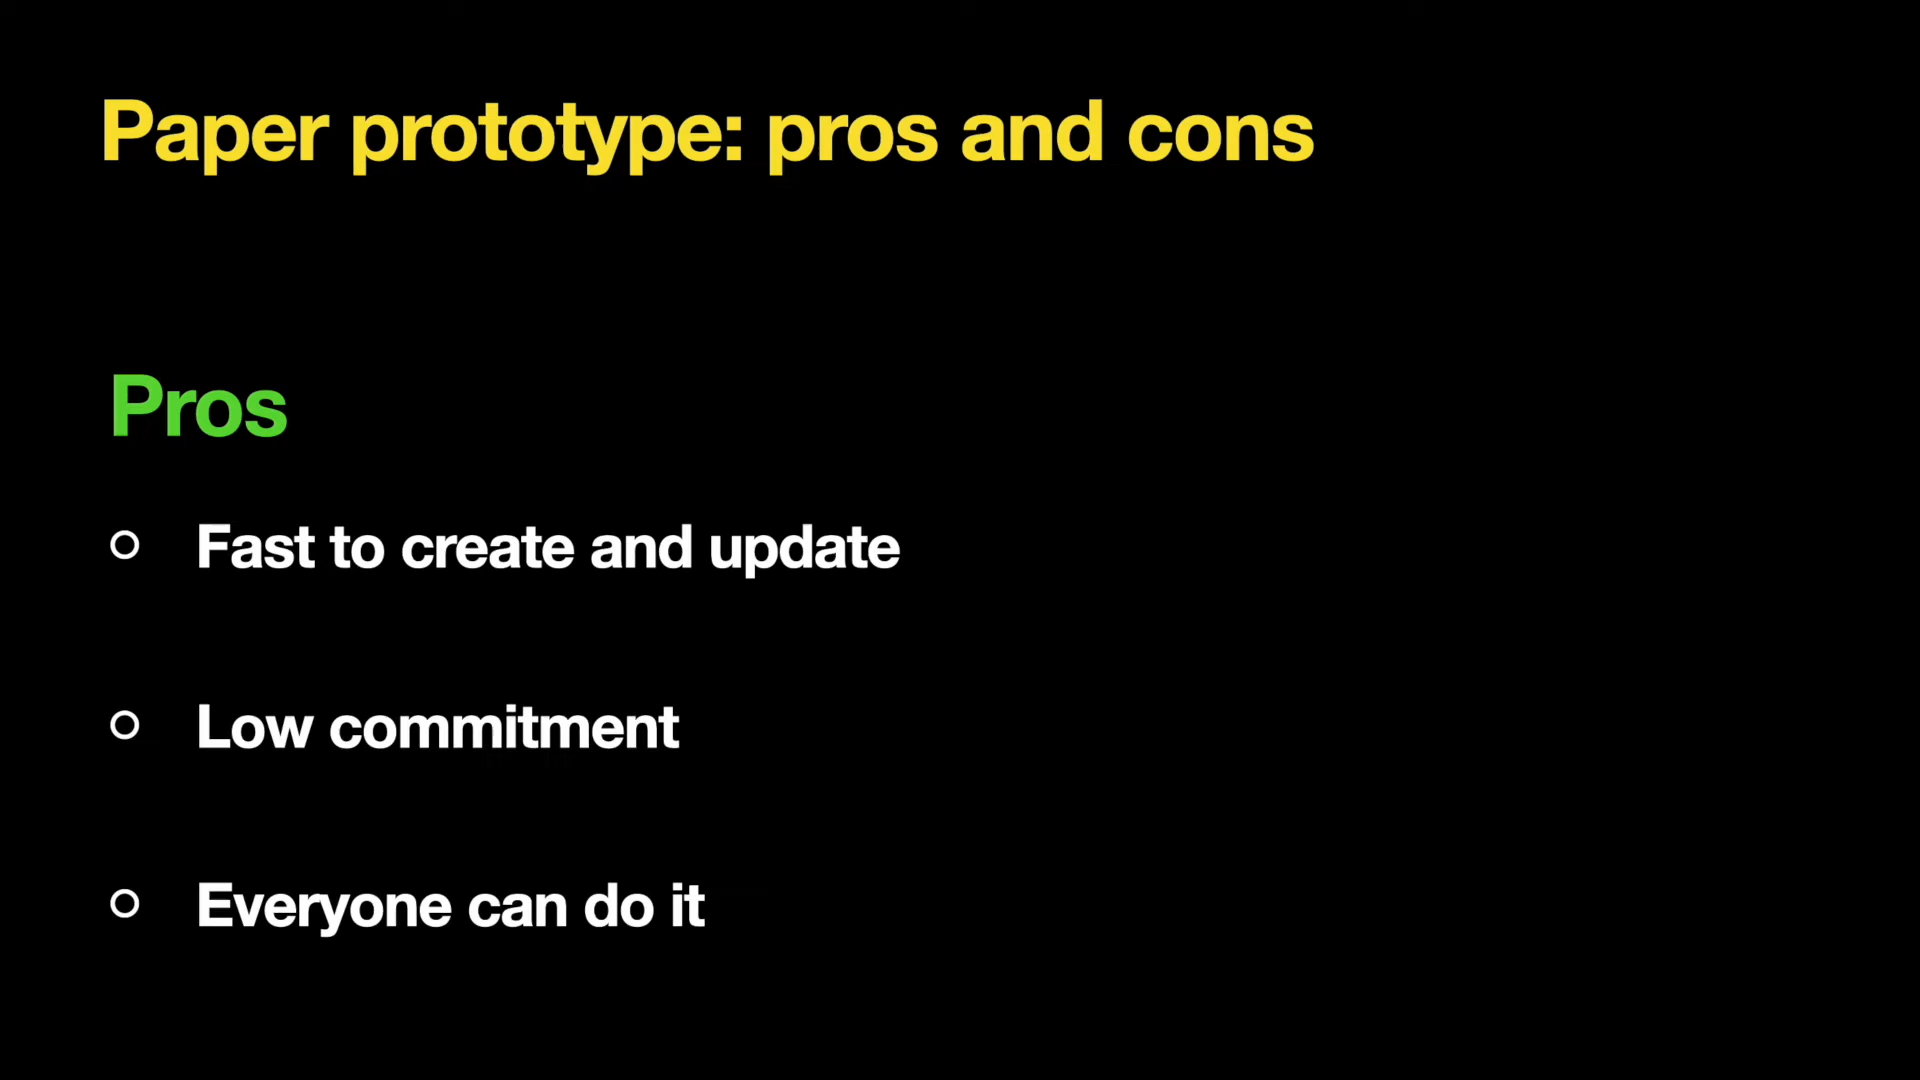 Paper prototype: pros and cons
Pros
Fast to create and update
Low commitment
Everyone can do it